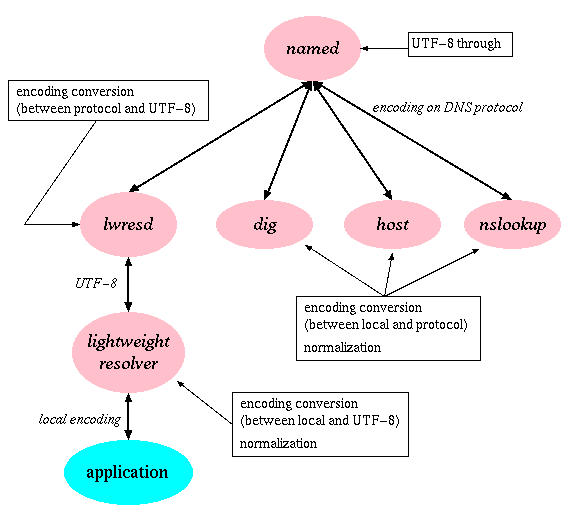 named
UTF−8 through
encoding conversion
(between protocol and UTF−8)
encoding on DNS protocol
lwresd
dig
host
nslookup
UTF−8
encoding conversion
(between local and protocol)
normalization
lightweight
resolver
encoding conversion
(between local and UTF−8)
normalization
local encoding
application